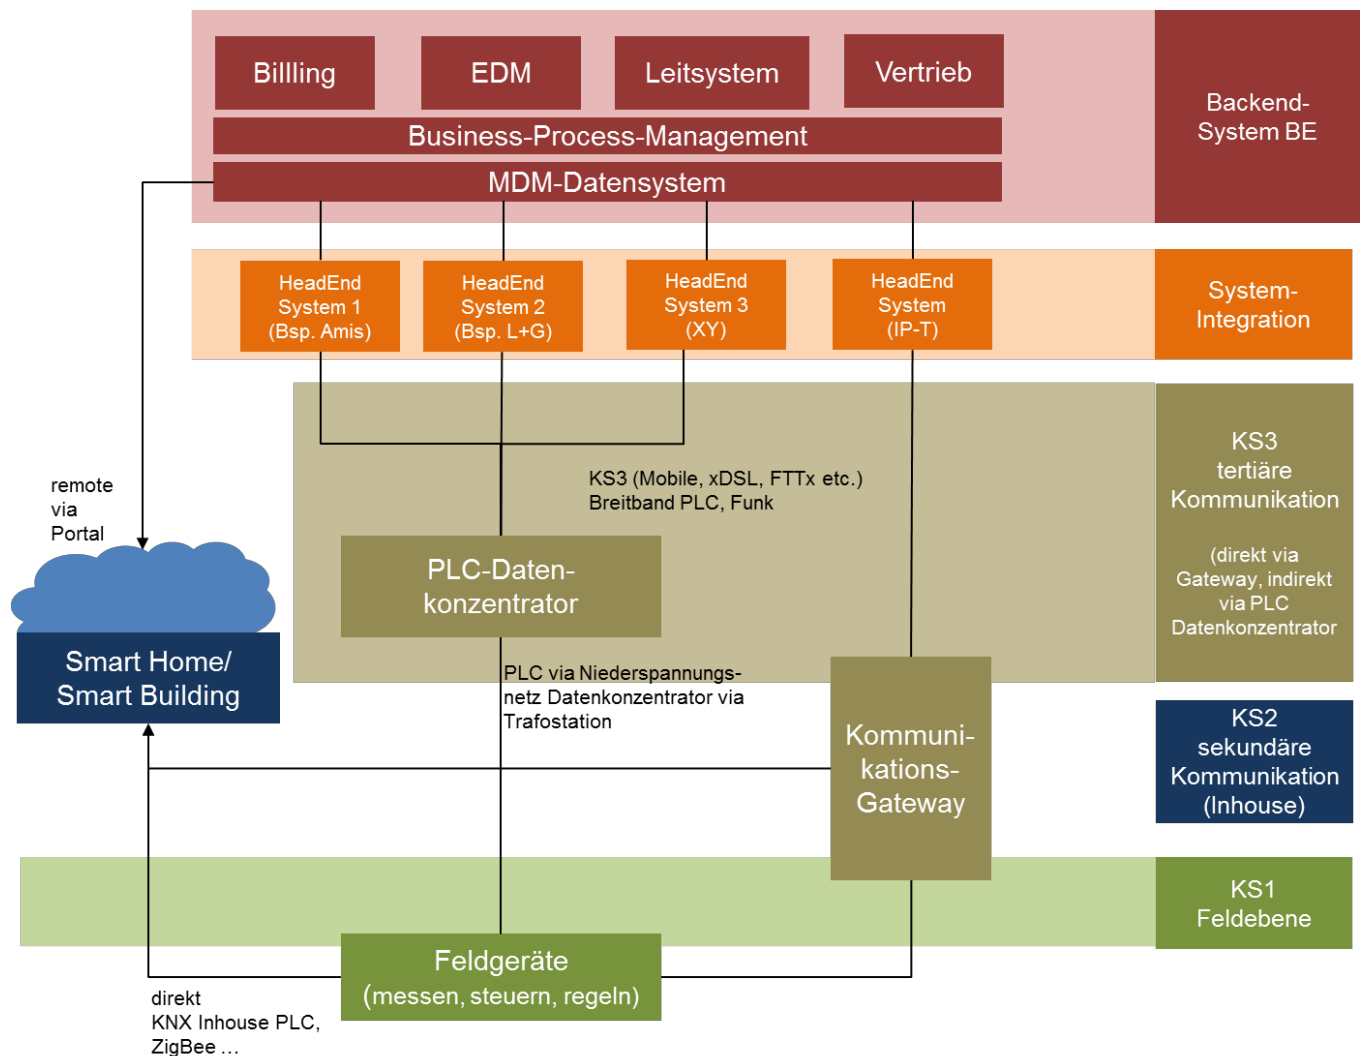 Billling
EDM
Leitsystem
Vertrieb
Backend-
System BE
Business-Process-Management
MDM-Datensystem
HeadEnd
System 1
(Bsp. Amis)
HeadEnd
System 2
(Bsp. L+G)
HeadEnd
System 3
(XY)
HeadEnd
System
(IP-T)
System-
Integration
KS3
tertiäre
Kommunikation
(direkt via
Gateway, indirekt
via PLC
Datenkonzentrator
KS3 (Mobile, xDSL, FTTx etc.)
Breitband PLC, Funk
remote
via
Portal
PLC-Daten-
konzentrator
Smart Home/
Smart Building
PLC via Niederspannungs-
netz Datenkonzentrator via
Trafostation
Kommuni-
kations-
Gateway
KS2
sekundäre
Kommunikation
(Inhouse)
KS1
Feldebene
Feldgeräte
(messen, steuern, regeln)
direkt
KNX Inhouse PLC,
ZigBee ...